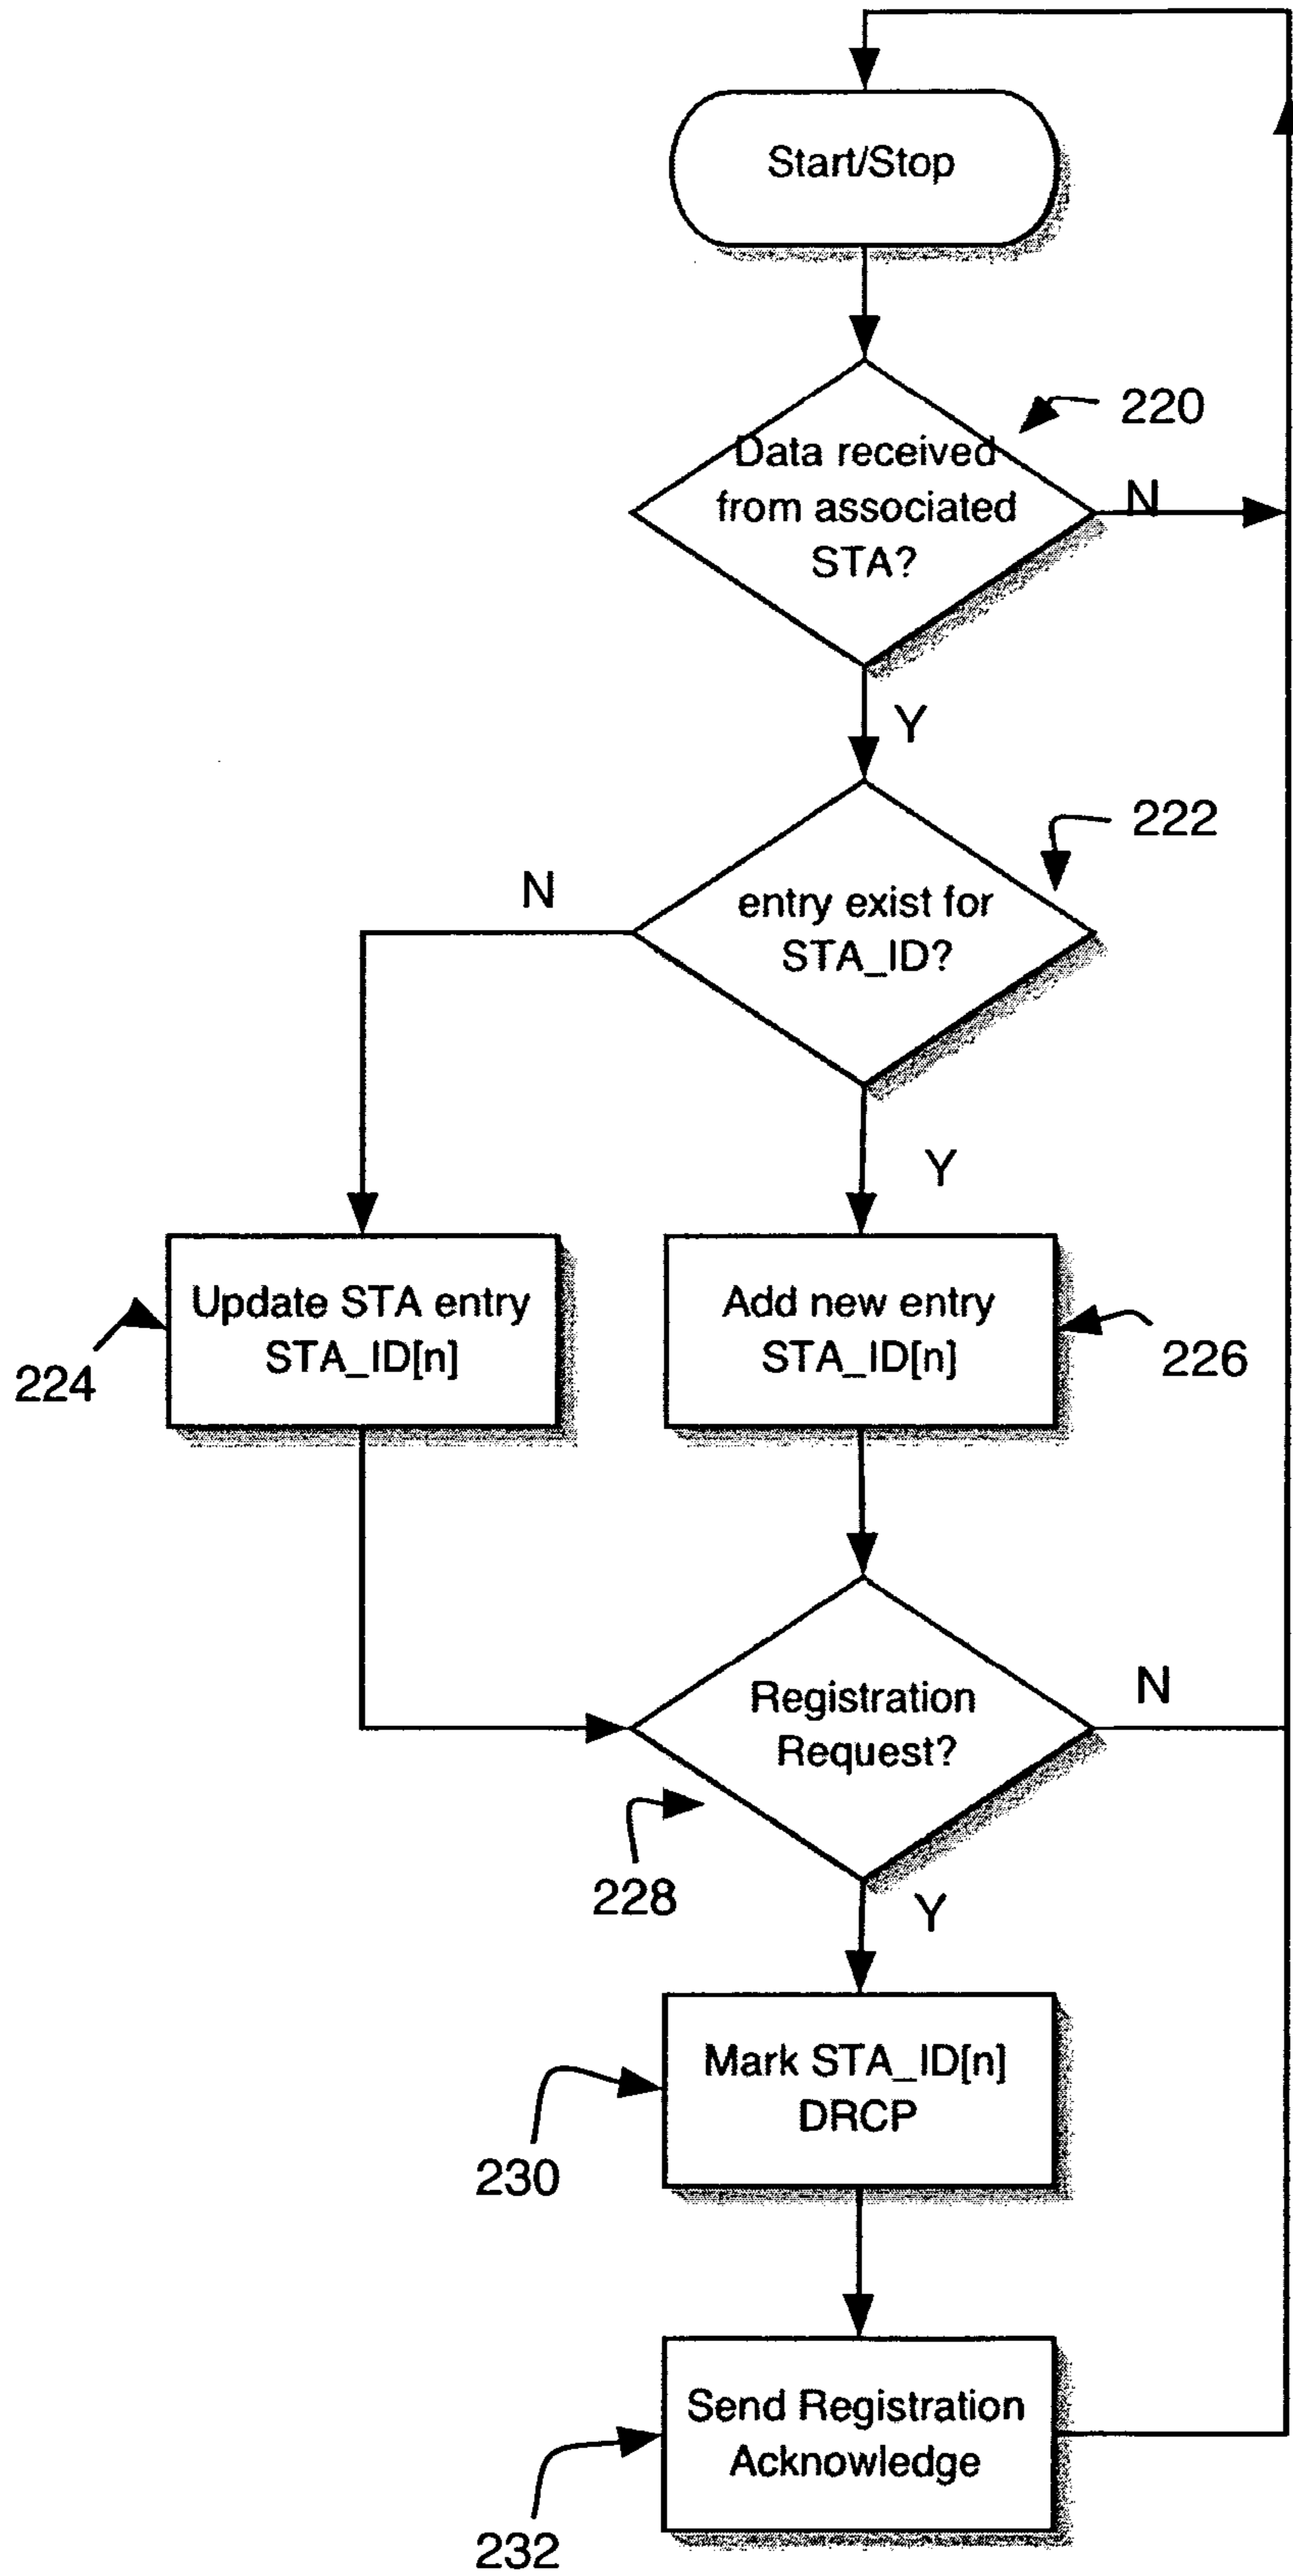 Start/Stop
220
Data received
from associated
STA?
N
Y
222
entry exist for
STA_ID?
N
Y
Update STA entry
STA_ID[n]
224
Add new entry
STA_ID[n]
226
Registration
Request?
N
228
Y
Mark STA_ID[n]
DRCP
230
Send Registration
Acknowledge
232